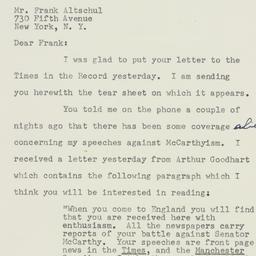 Mr. Frank Altschul
730 Fifth Avenue
New York, N. Y.
Dear Frank:
I was glad to put your letter to the
Times in the Record yesterday. I am sending
you herewith the tear sheet on which it appears.
You told me on the phone a couple of
nights ago that there has been some coverage
concerning my speeches against McCarthyism. I
received a letter yesterday from Arthur Goodhart
which contains the following paragraph which I
think you will be interested in reading:
"When you come to England you will find
that you are received here with
enthusiasm. All the newspapers carry
reports of your battle against Senator
McCarthy. Your speeches are front page
news in the Times, and the Manchester